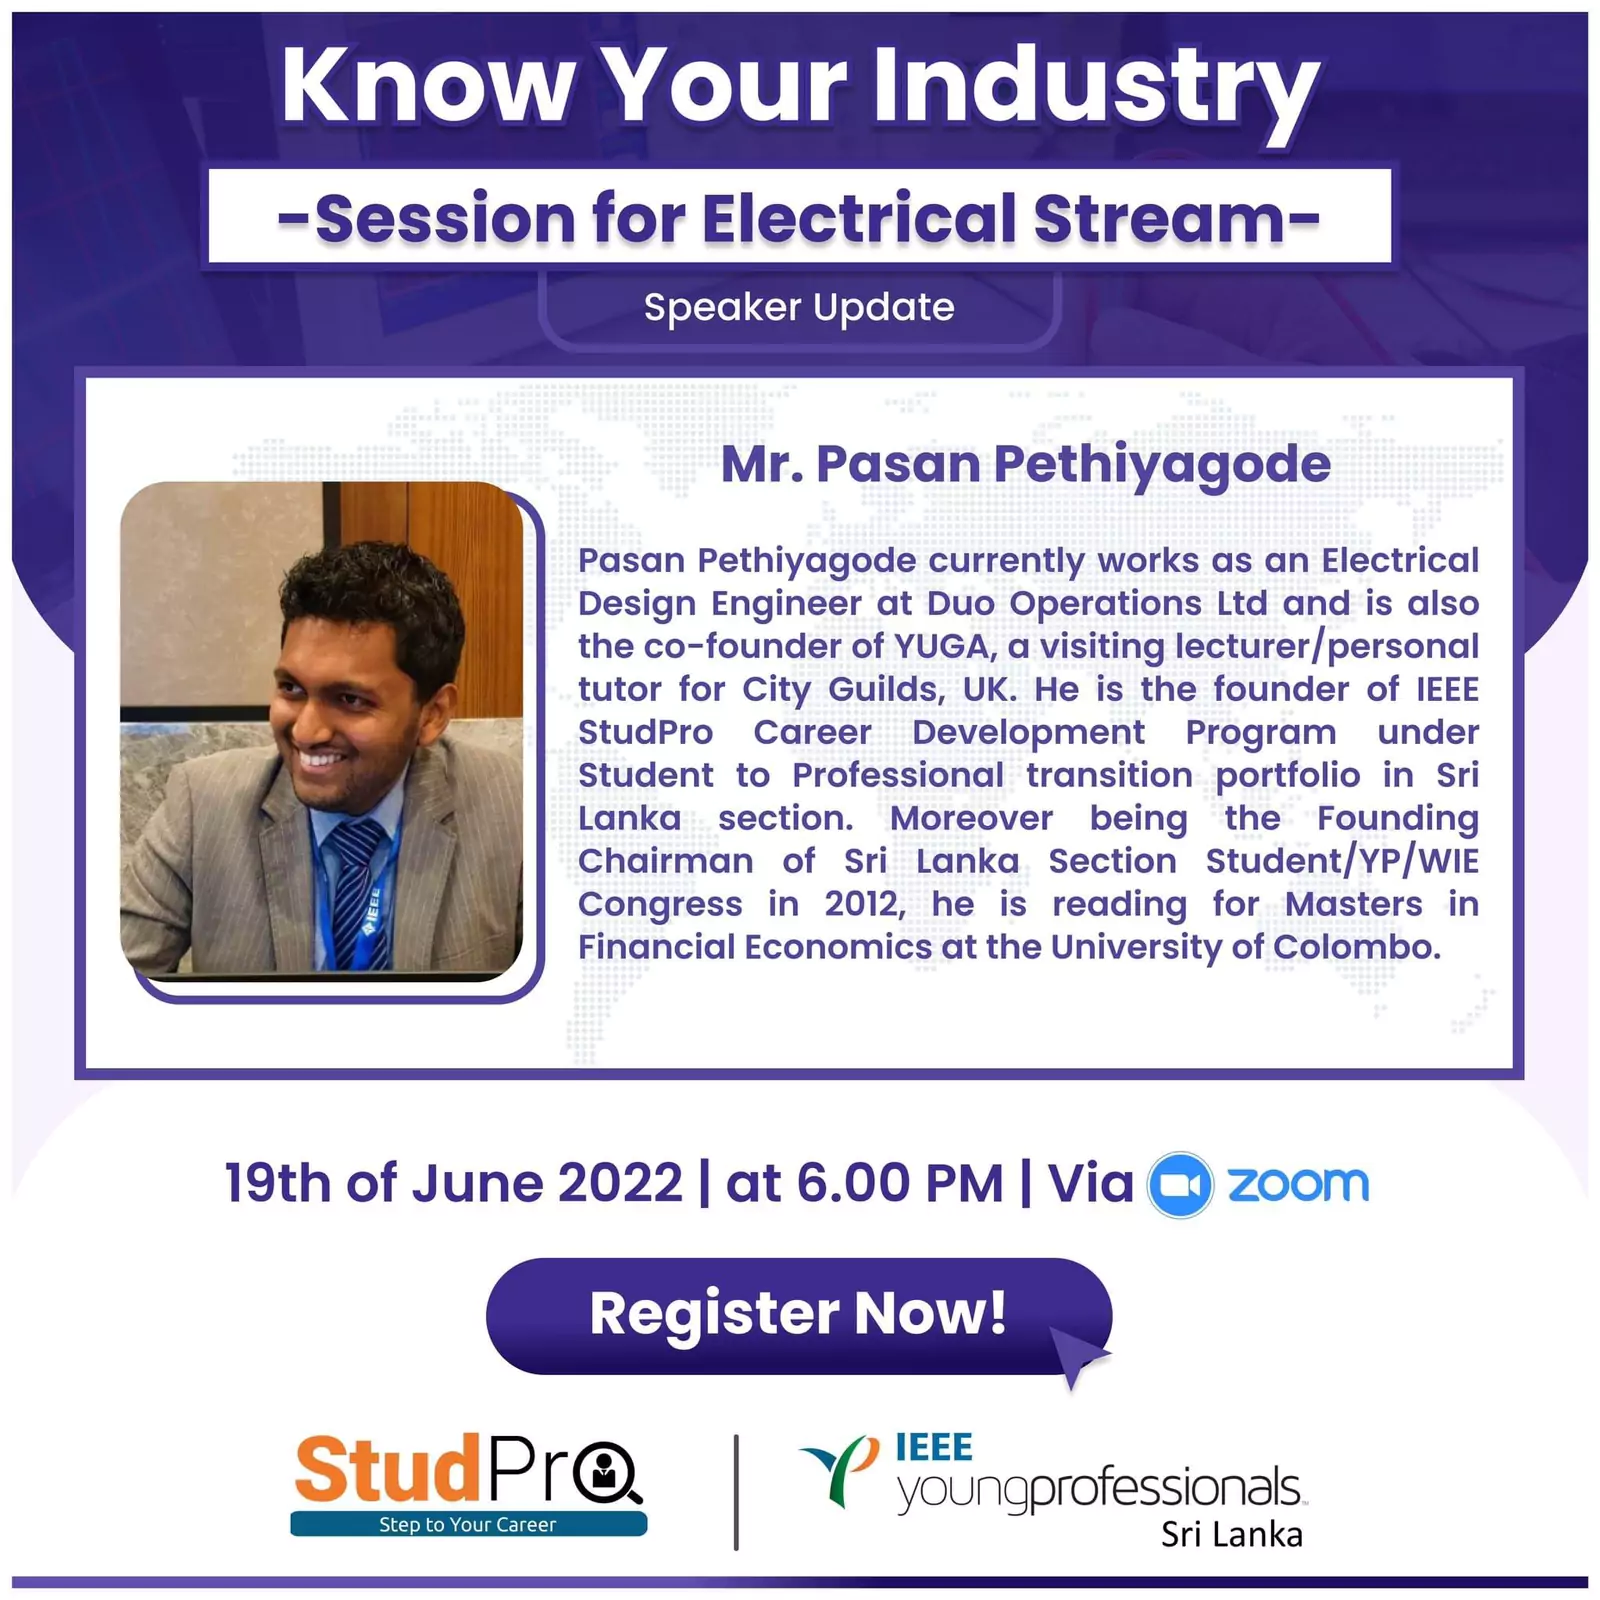 Know Your Industry
-Session for Electrical Stream-
Speaker Update
Mr. Pasan Pethiyagode
Pasan Pethiyagode currently works as an Electrical
Design Engineer at Duo Operations Ltd and is also
the co-founder of YUGA, a visiting lecturer/personal
tutor for City Guilds, UK. He is the founder of IEEE
StudPro Career Development Program under
Student to Professional transition portfolio in Sri
Lanka section. Moreover being the Founding
Chairman of Sri Lanka Section Student/YP/WIE
Congress in 2012, he is reading for Masters in
Financial Economics at the University of Colombo.
IEEE
19th of June 2022 | at 6.00 PM | Via zoom
Register Now!
StudPro
Step to Your Career
IEEE
youngprofessionals™
Sri Lanka